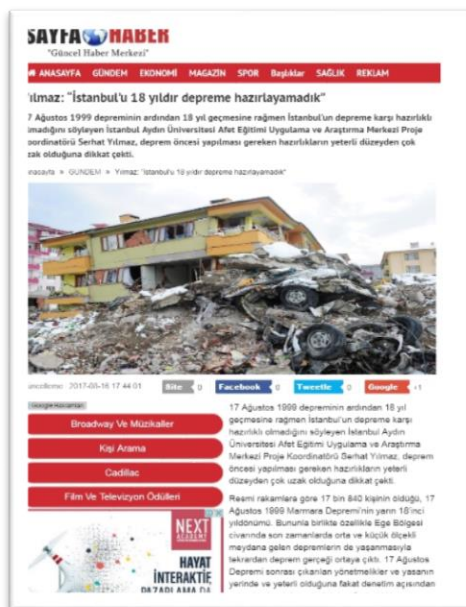 SAYFA HABER
"Güncel Haber Merkezi"
ANASAYFA GÜNDEM EKONOMİ MAGAZİN SPOR Başlıklar SAĞLIK REKLAM
Yılmaz: "İstanbul'u 18 yıldır depreme hazırlayamadık"
7 Ağustos 1999 depreminin ardından 18 yıl geçmesine rağmen İstanbul'un depreme karşı hazırlıklı
olmadığını söyleyen İstanbul Aydın Üniversitesi Afet Eğitimi Uygulama ve Araştırma Merkezi Proje
Koordinatörü Serhat Yılmaz, deprem öncesi yapılması gereken hazırlıkların yeterli düzeyden çok
uzak olduğuna dikkat çekti.
Anasayfa » GÜNDEM » Yılmaz: "İstanbul'u 18 yıldır depreme hazırlayamadık"
üncelleme : 2017-08-16 17:44:01 Bite 0 Facebook 0 Tweetle 0 Google +1
Google Reklamları
Broadway Ve Müzikaller
Kişi Arama
Cadillac
Film Ve Televizyon Ödülleri
NEXT
ACADEMY
HAYAT
İNTERAKTİF
PAZARLAMA DA
17 Ağustos 1999 depreminin ardından 18 yıl
geçmesine rağmen İstanbul'un depreme karşı
hazırlıklı olmadığını söyleyen İstanbul Aydın
Üniversitesi Afet Eğitimi Uygulama ve Araştırma
Merkezi Proje Koordinatörü Serhat Yılmaz, deprem
öncesi yapılması gereken hazırlıkların yeterli
düzeyden çok uzak olduğuna dikkat çekti.
Resmi rakamlara göre 17 bin 840 kişinin öldüğü, 17
Ağustos 1999 Marmara Depremi'nin yarın 18'inci
yıldönümü. Bununla birlikte özellikle Ege Bölgesi
civarında son zamanlarda orta ve küçük ölçekli
meydana gelen depremlerin de yaşanmasıyla
tekrardan deprem gerçeği ortaya çıktı. 17 Ağustos
Depremi sonrası çıkarılan yönetmelikler ve yasanın
yerinde ve yeterli olduğuna fakat denetim açısından